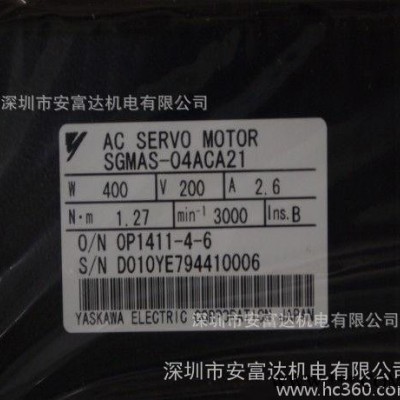 深圳市安富达机电有限公司
AC SERVO MOTOR
SGMAS-04ACA21
W 400 V 200 A 2.6
N·m 1.27 min⁻¹ 3000 Ins.B
O/N OP1411-4-6
S/N D010YE794410006
YASKAWA ELECTRIC CORPORATION JAPAN
深圳市安富达机电有限公司
深圳市安富达机电有限公司
hc360.com